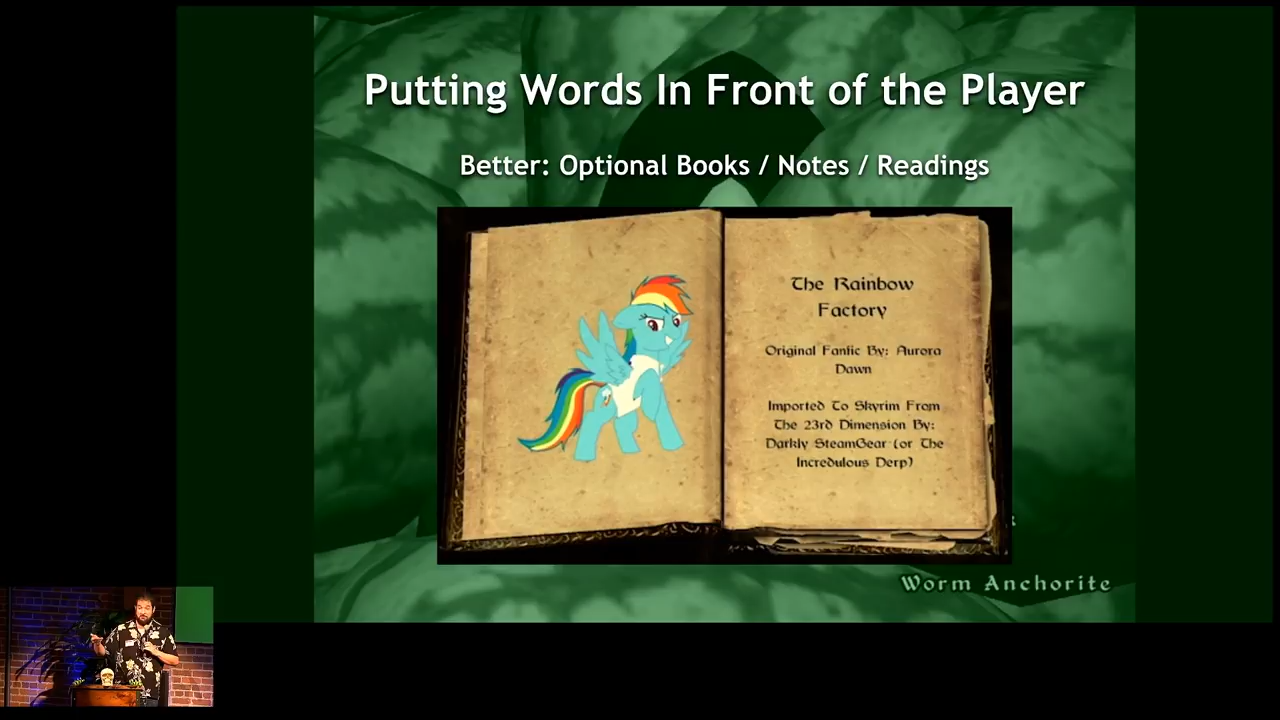 Putting Words In Front of the Player
Better: Optional Books / Notes / Readings
The Rainbow
Factory
Original Fanfic By: Aurora
Dawn
Imported To Skyrim From
The 23rd Dimension By:
Darkly SteamGear (or The
Incredulous Derp)
Worm Anchorite